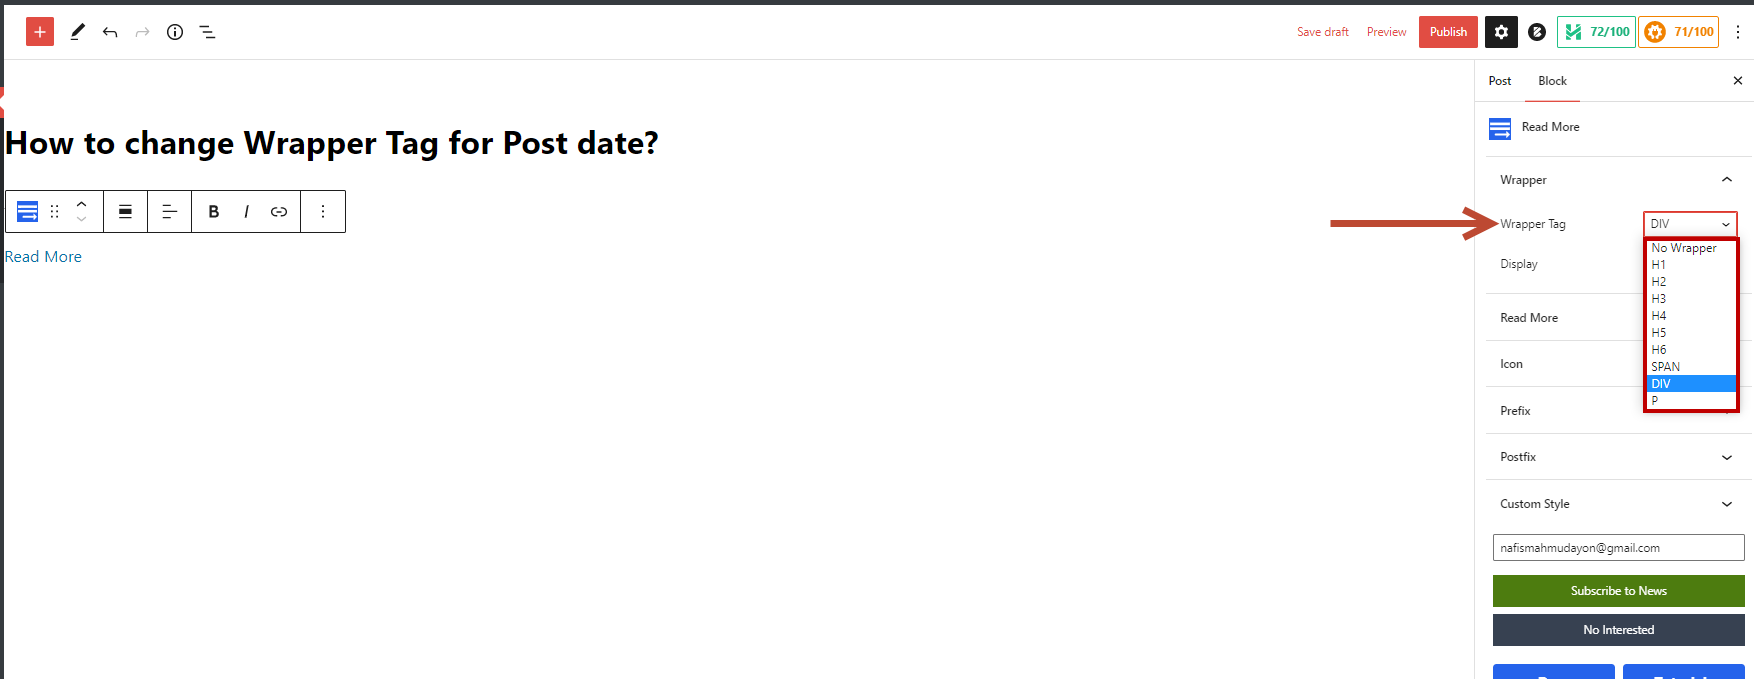 Save draft
Preview
Publish
72/100
71/100
Post
Block
How to change Wrapper Tag for Post date?
Read More
Wrapper
B
I
Wrapper Tag
DIV
Read More
No Wrapper
Display
H1
H2
H3
H4
H5
H6
SPAN
DIV
P
Read More
Icon
Prefix
Postfix
Custom Style
nafismahmudayon@gmail.com
Subscribe to News
No Interested